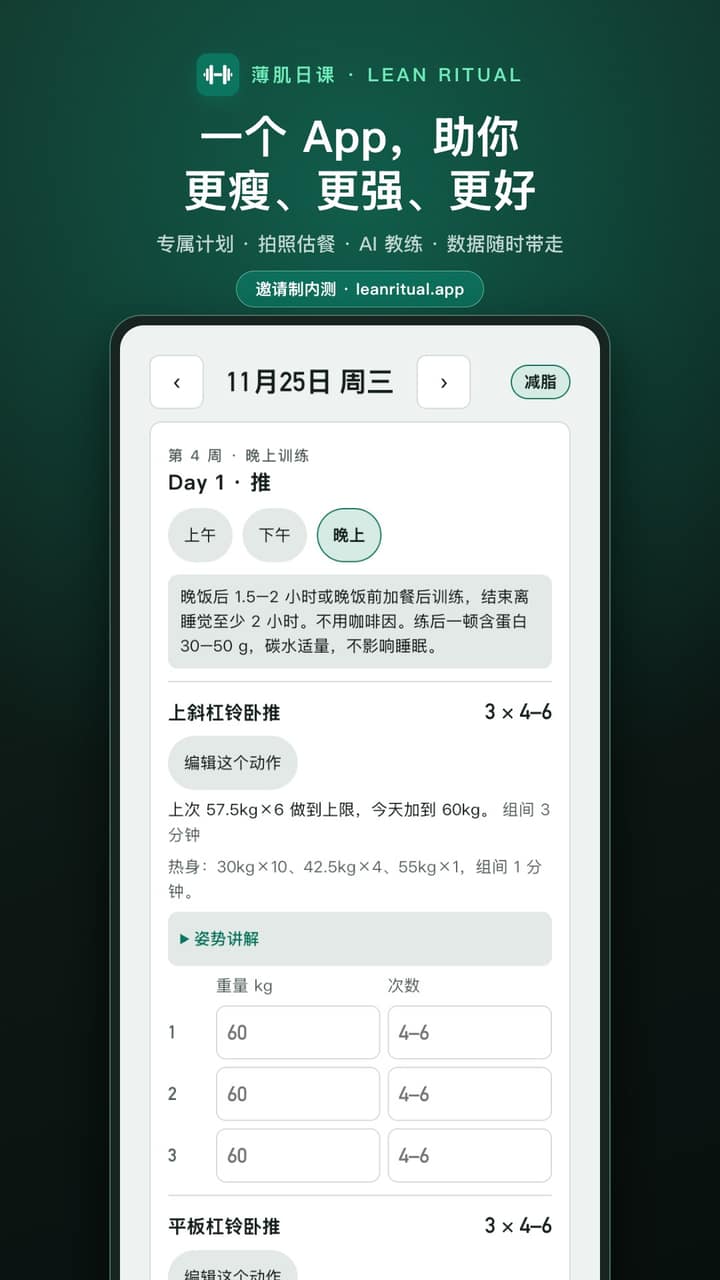 薄肌日课 · LEAN RITUAL
一个 App，助你
更瘦、更强、更好
专属计划 · 拍照估餐 · AI 教练 · 数据随时带走
邀请制内测 · leanritual.app
‹ 11月25日 周三 › 减脂
第 4 周 · 晚上训练
Day 1 · 推
上午 下午 晚上
晚饭后 1.5–2 小时或晚饭前加餐后训练，结束离
睡觉至少 2 小时。不用咖啡因。练后一顿含蛋白
30–50 g，碳水适量，不影响睡眠。
上斜杠铃卧推 3 × 4–6
编辑这个动作
上次 57.5kg×6 做到上限，今天加到 60kg。 组间 3
分钟
热身：30kg×10、42.5kg×4、55kg×1，组间 1 分
钟。
▶ 姿势讲解
重量 kg 次数
1 60 4–6
2 60 4–6
3 60 4–6
平板杠铃卧推 3 × 4–6
编辑这个动作